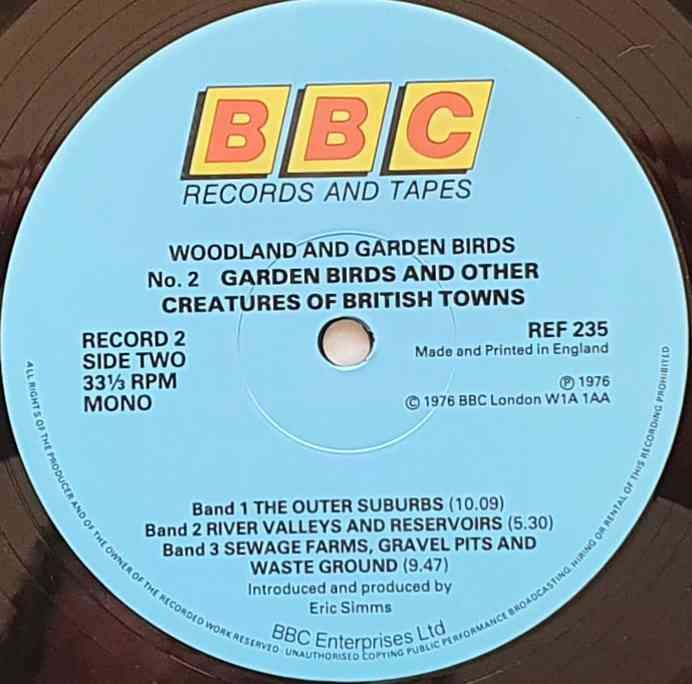 BBC
RECORDS AND TAPES
WOODLAND AND GARDEN BIRDS
No. 2 GARDEN BIRDS AND OTHER
CREATURES OF BRITISH TOWNS
RECORD 2
SIDE TWO
33⅓ RPM
MONO
REF 235
Made and Printed in England
℗ 1976
© 1976 BBC London W1A 1AA
Band 1 THE OUTER SUBURBS (10.09)
Band 2 RIVER VALLEYS AND RESERVOIRS (5.30)
Band 3 SEWAGE FARMS, GRAVEL PITS AND
WASTE GROUND (9.47)
Introduced and produced by
Eric Simms
BBC Enterprises Ltd
ALL RIGHTS OF THE PRODUCER AND OF THE OWNER OF THE RECORDED WORK RESERVED · UNAUTHORISED COPYING PUBLIC PERFORMANCE BROADCASTING, HIRING OR RENTAL OF THIS RECORDING PROHIBITED